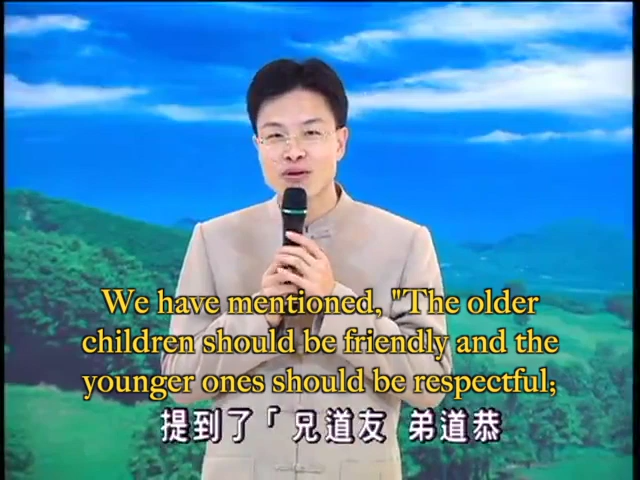 We have mentioned, "The older
children should be friendly and the
younger ones should be respectful;
提到了「兄道友 弟道恭